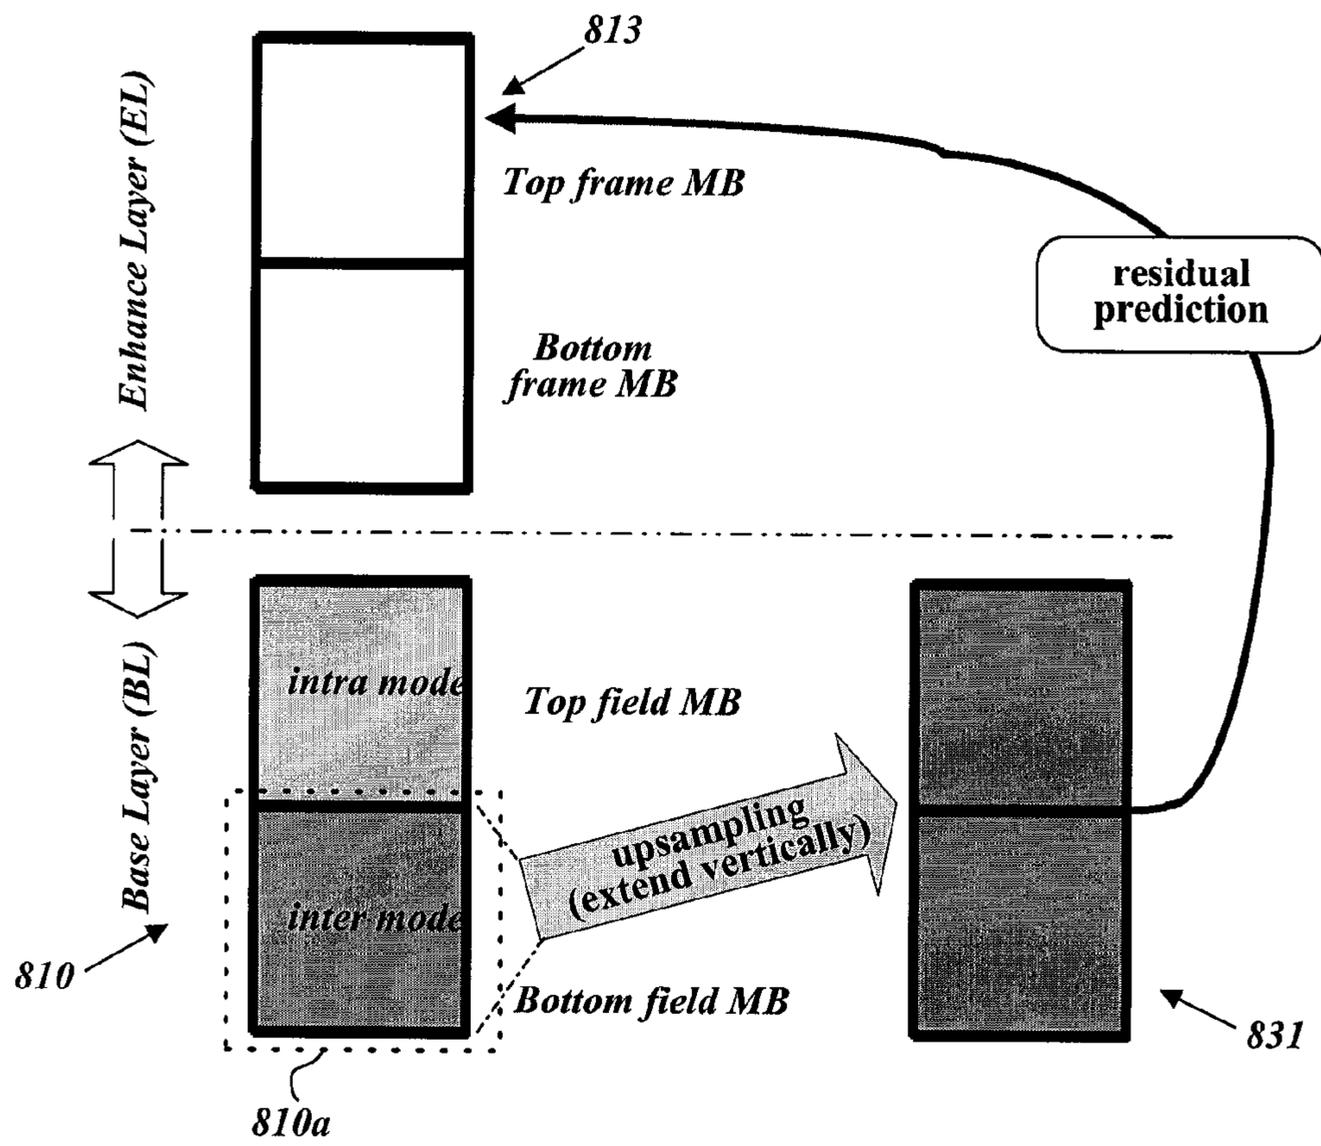 813
Enhance Layer (EL)
Top frame MB
residual
prediction
Bottom
frame MB
intra mode
Top field MB
Base Layer (BL)
upsampling
(extend vertically)
inter mode
810
Bottom field MB
831
810a